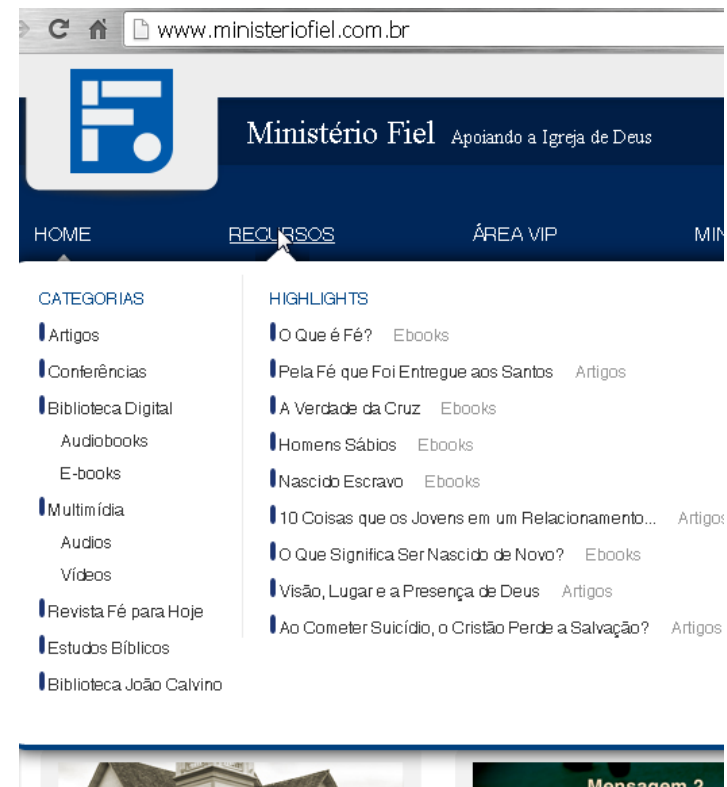 www.ministeriofiel.com.br
Ministério Fiel Apoiando a Igreja de Deus
HOME RECURSOS ÁREA VIP
CATEGORIAS
Artigos
Conferências
Biblioteca Digital
Audiobooks
E-books
Multimídia
Audios
Vídeos
Revista Fé para Hoje
Estudos Bíblicos
Biblioteca João Calvino
HIGHLIGHTS
O Que é Fé? Ebooks
Pela Fé que Foi Entregue aos Santos Artigos
A Verdade da Cruz Ebooks
Homens Sábios Ebooks
Nascido Escravo Ebooks
10 Coisas que os Jovens em um Relacionamento... Artigos
O Que Significa Ser Nascido de Novo? Ebooks
Visão, Lugar e a Presença de Deus Artigos
Ao Cometer Suicídio, o Cristão Perde a Salvação? Artigos
Mensagem 2